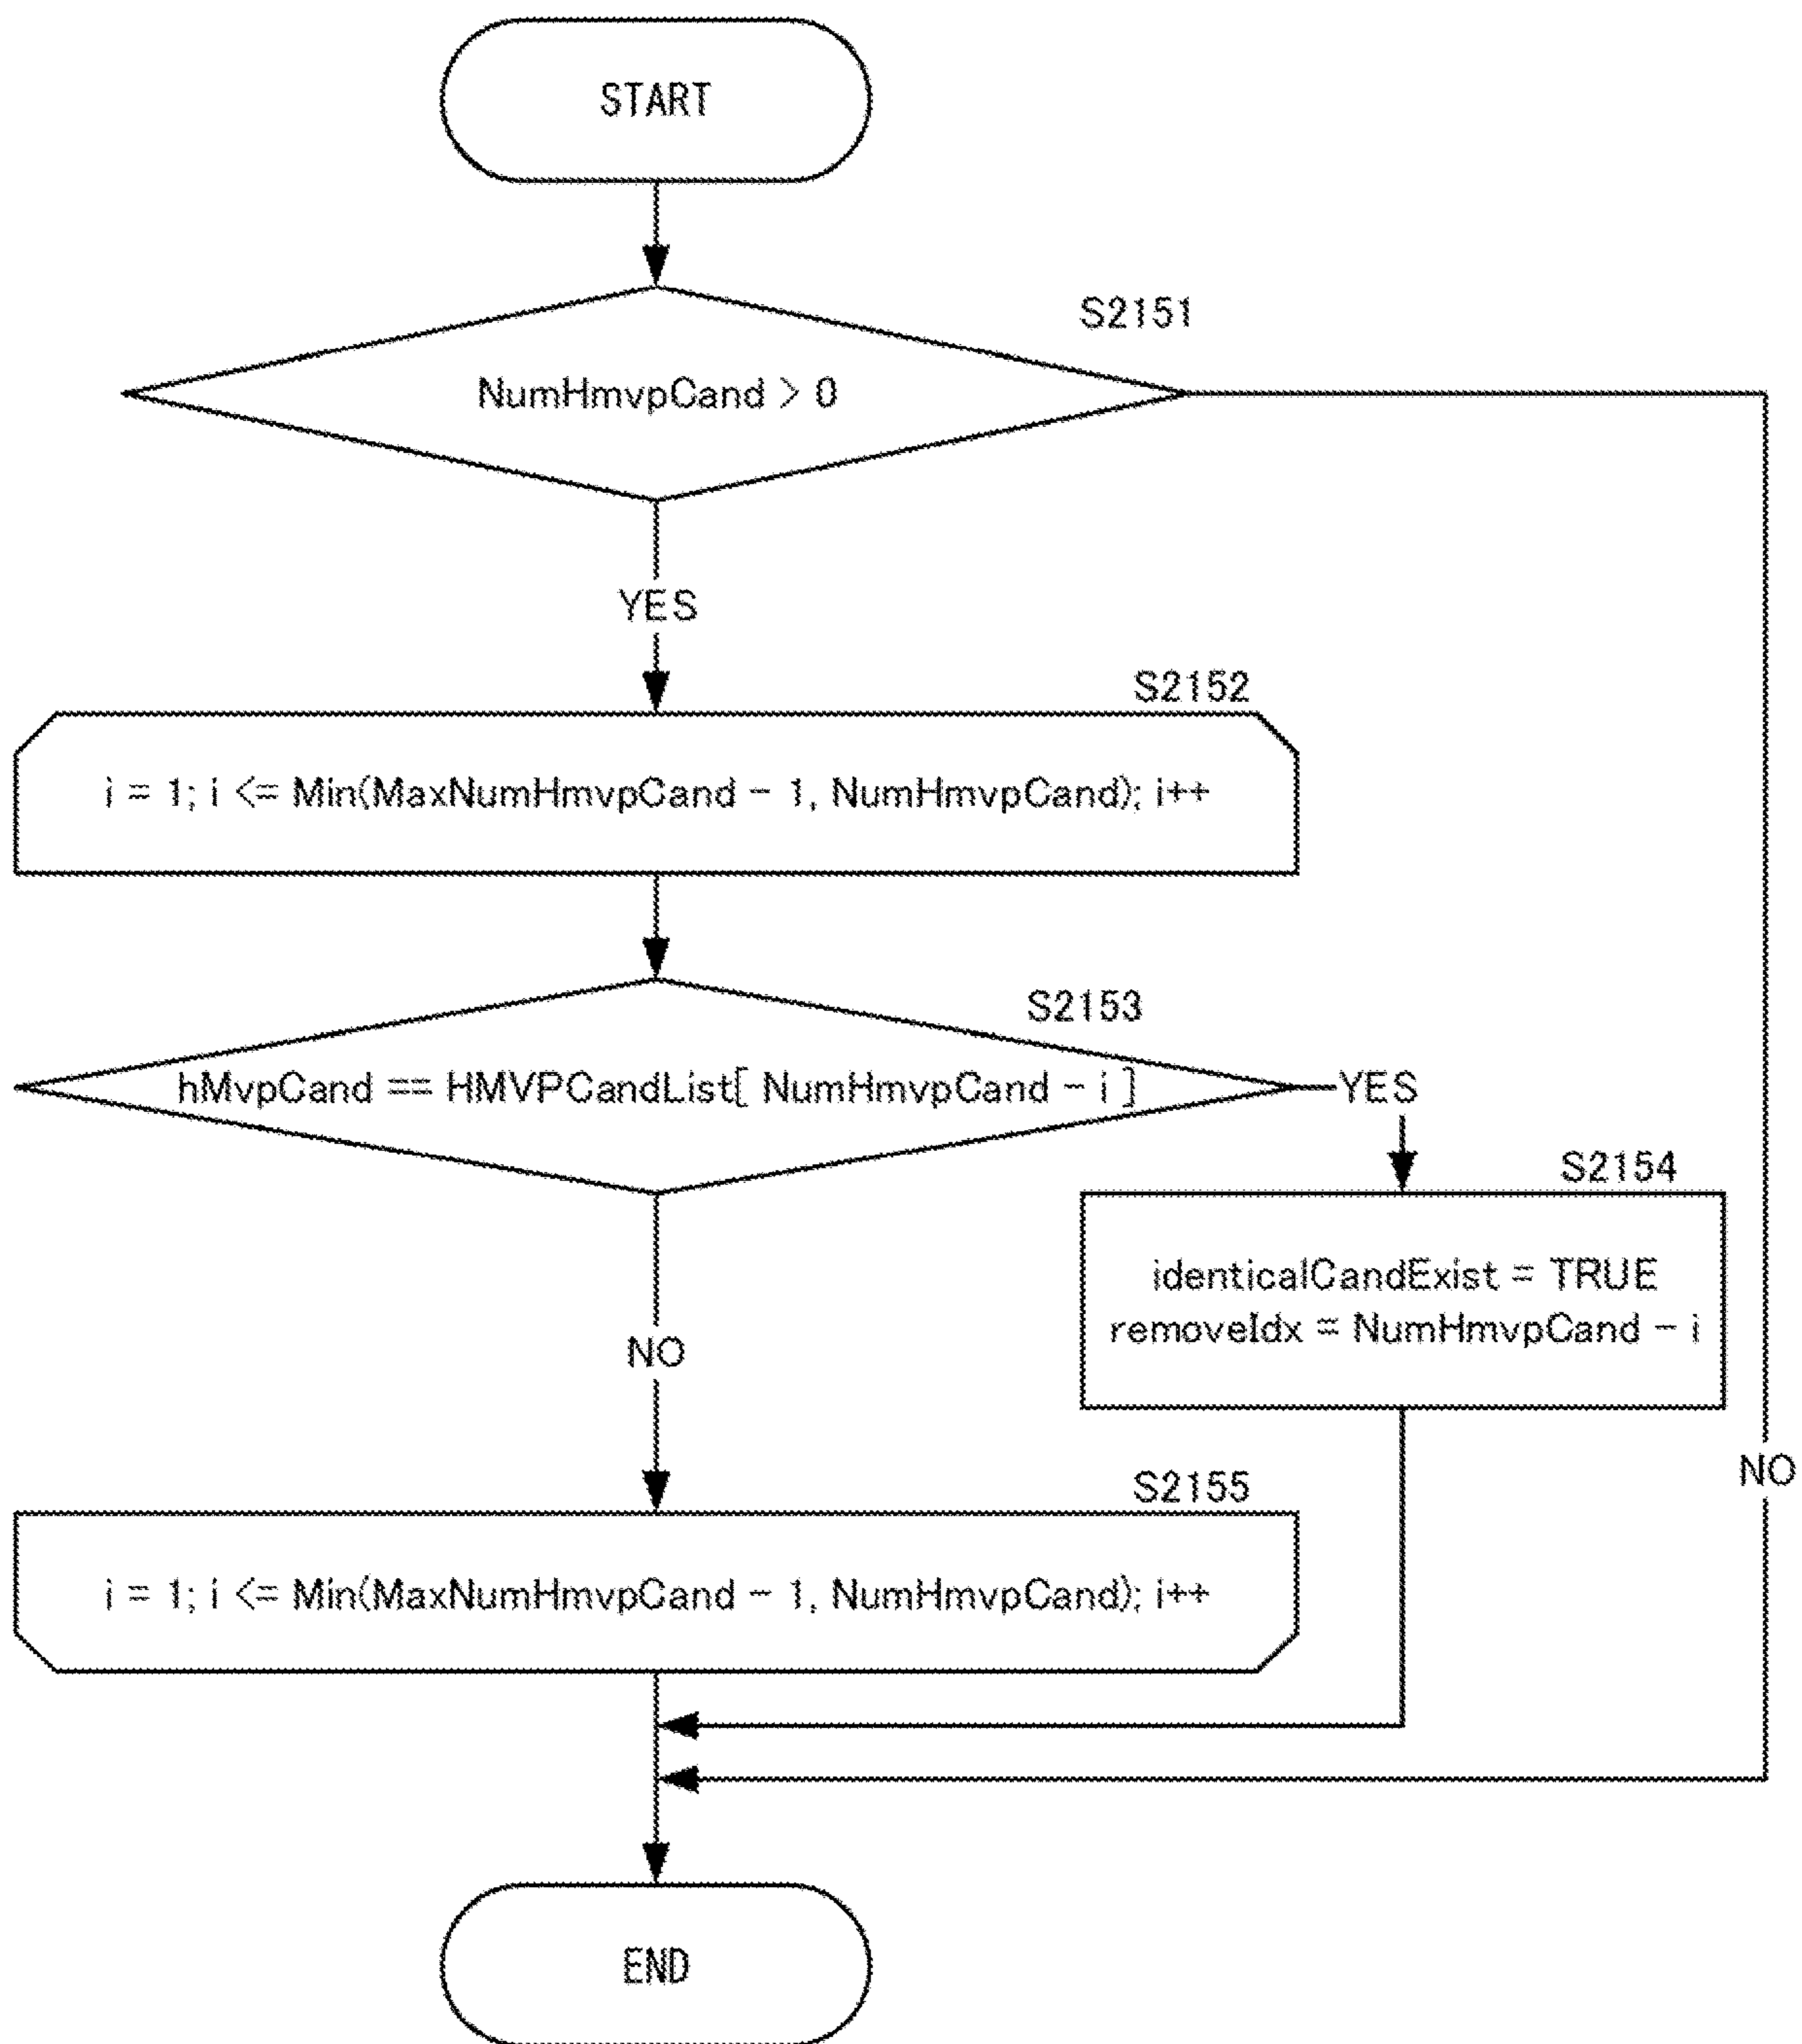 START
S2151
NumHmvpCand > 0
YES
S2152
i = 1; i <= Min(MaxNumHmvpCand - 1, NumHmvpCand); i++
S2153
hMvpCand == HMVPCandList[ NumHmvpCand - i ]
YES
S2154
identicalCandExist = TRUE
removeIdx = NumHmvpCand - i
NO
NO
S2155
i = 1; i <= Min(MaxNumHmvpCand - 1, NumHmvpCand); i++
END